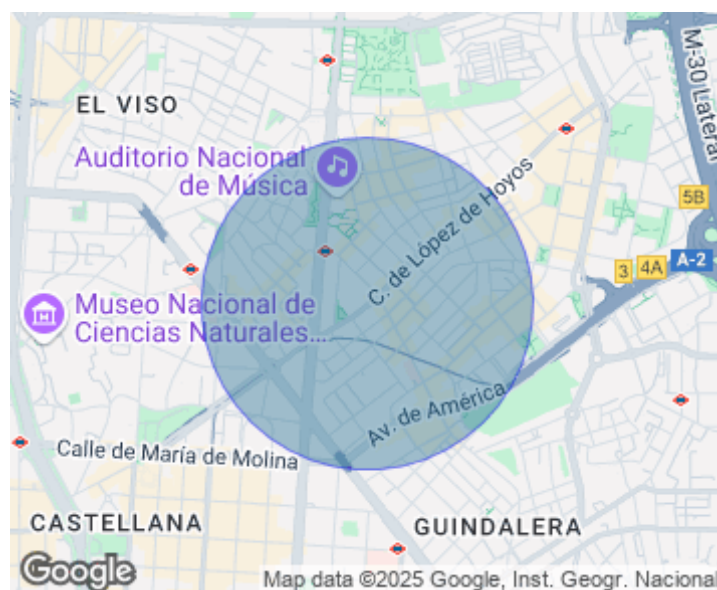 M-30 Lateral
EL VISO
Auditorio Nacional
de Música
C. de López de Hoyos
5B
3
4A
A-2
Museo Nacional de
Ciencias Naturales...
Av. de América
Calle de María de Molina
CASTELLANA
GUINDALERA
Google
Map data ©2025 Google, Inst. Geogr. Nacional